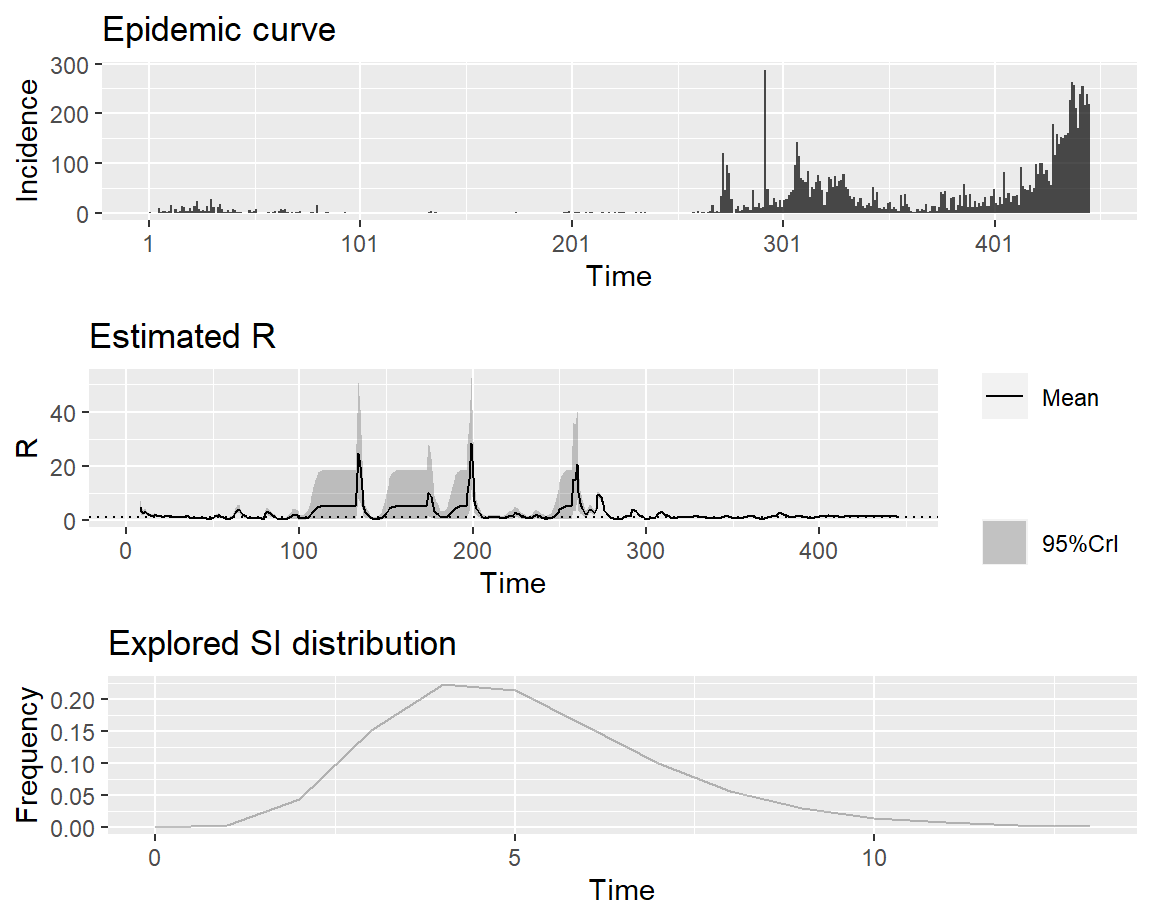 Epidemic curve
300
200
100
0
Incidence
1 101 201 301 401
Time
Estimated R
40
20
0
R
0 100 200 300 400
Time
Mean
95%CrI
Explored SI distribution
0.20
0.15
0.10
0.05
0.00
Frequency
0 5 10
Time